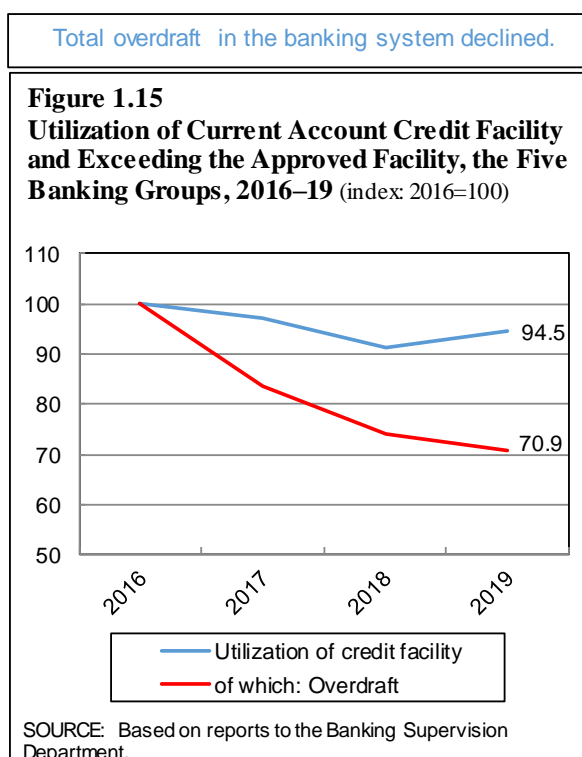 Total overdraft in the banking system declined.
Figure 1.15
Utilization of Current Account Credit Facility
and Exceeding the Approved Facility, the Five
Banking Groups, 2016–19 (index: 2016=100)
110
100
90
80
70
60
50
94.5
70.9
2016
2017
2018
2019
Utilization of credit facility
of which: Overdraft
SOURCE: Based on reports to the Banking Supervision
Department.